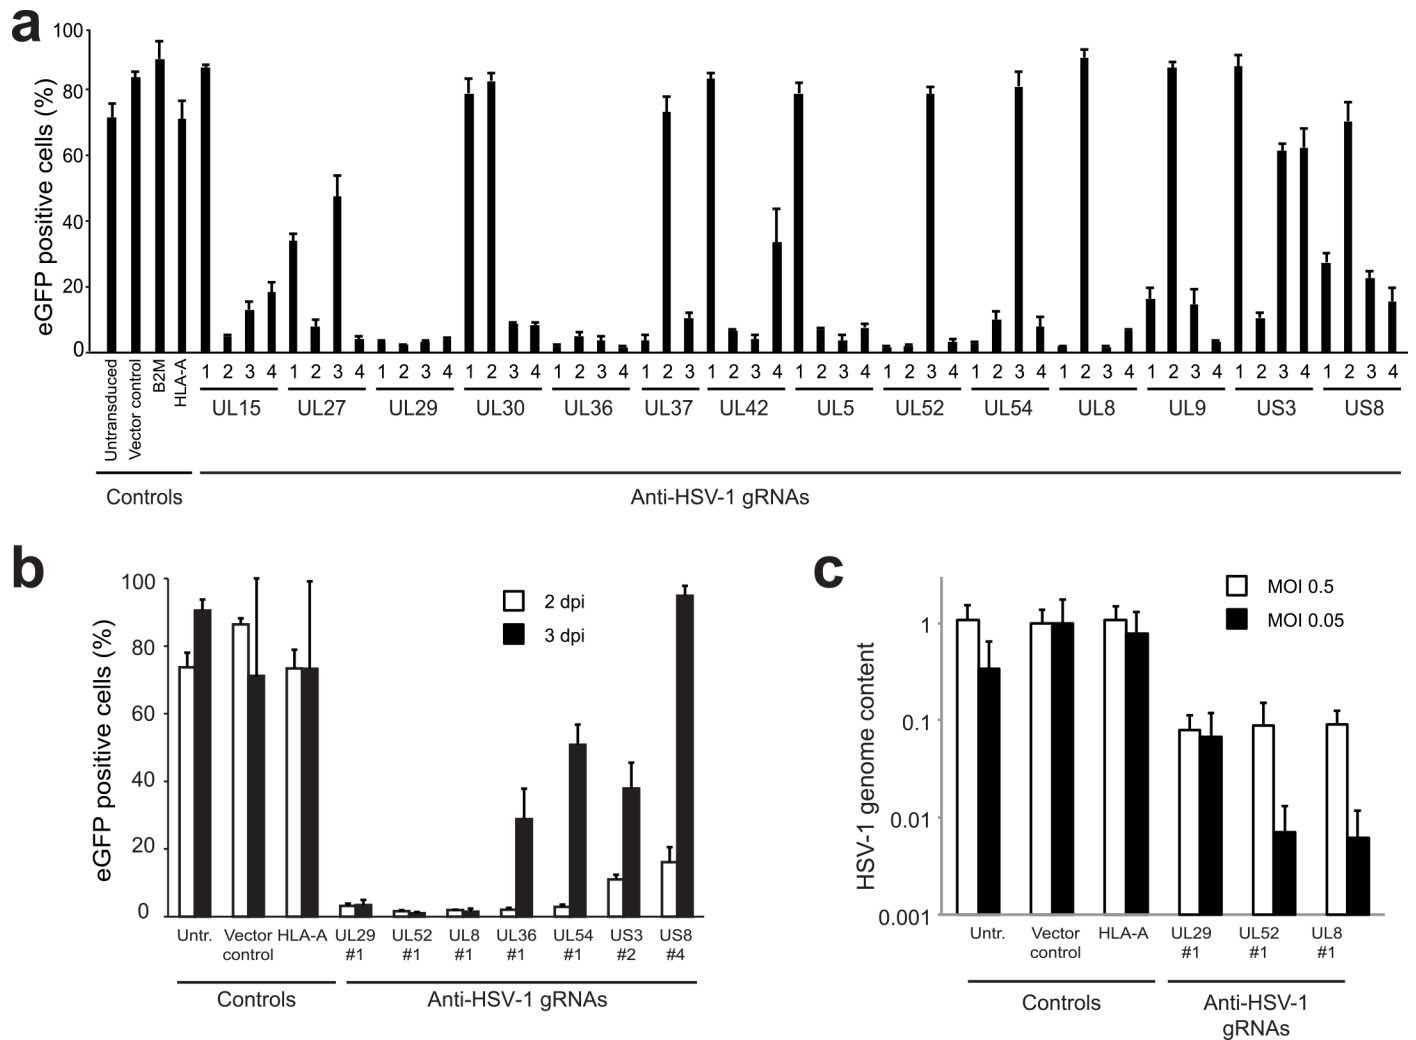 a
eGFP positive cells (%)
100
80
60
40
20
0
Untransduced
Vector control
B2M
HLA-A
1 2 3 4 1 2 3 4 1 2 3 4 1 2 3 4 1 2 3 4 1 2 3 1 2 3 4 1 2 3 4 1 2 3 4 1 2 3 4 1 2 3 4 1 2 3 4 1 2 3 4 1 2 3 4
UL15 UL27 UL29 UL30 UL36 UL37 UL42 UL5 UL52 UL54 UL8 UL9 US3 US8
Controls
Anti-HSV-1 gRNAs
b
eGFP positive cells (%)
100
80
60
40
20
0
2 dpi
3 dpi
Untr. Vector HLA-A UL29 UL52 UL8 UL36 UL54 US3 US8
control #1 #1 #1 #1 #1 #2 #4
Controls
Anti-HSV-1 gRNAs
c
HSV-1 genome content
1
0.1
0.01
0.001
MOI 0.5
MOI 0.05
Untr. Vector HLA-A UL29 UL52 UL8
control #1 #1 #1
Controls
Anti-HSV-1
gRNAs